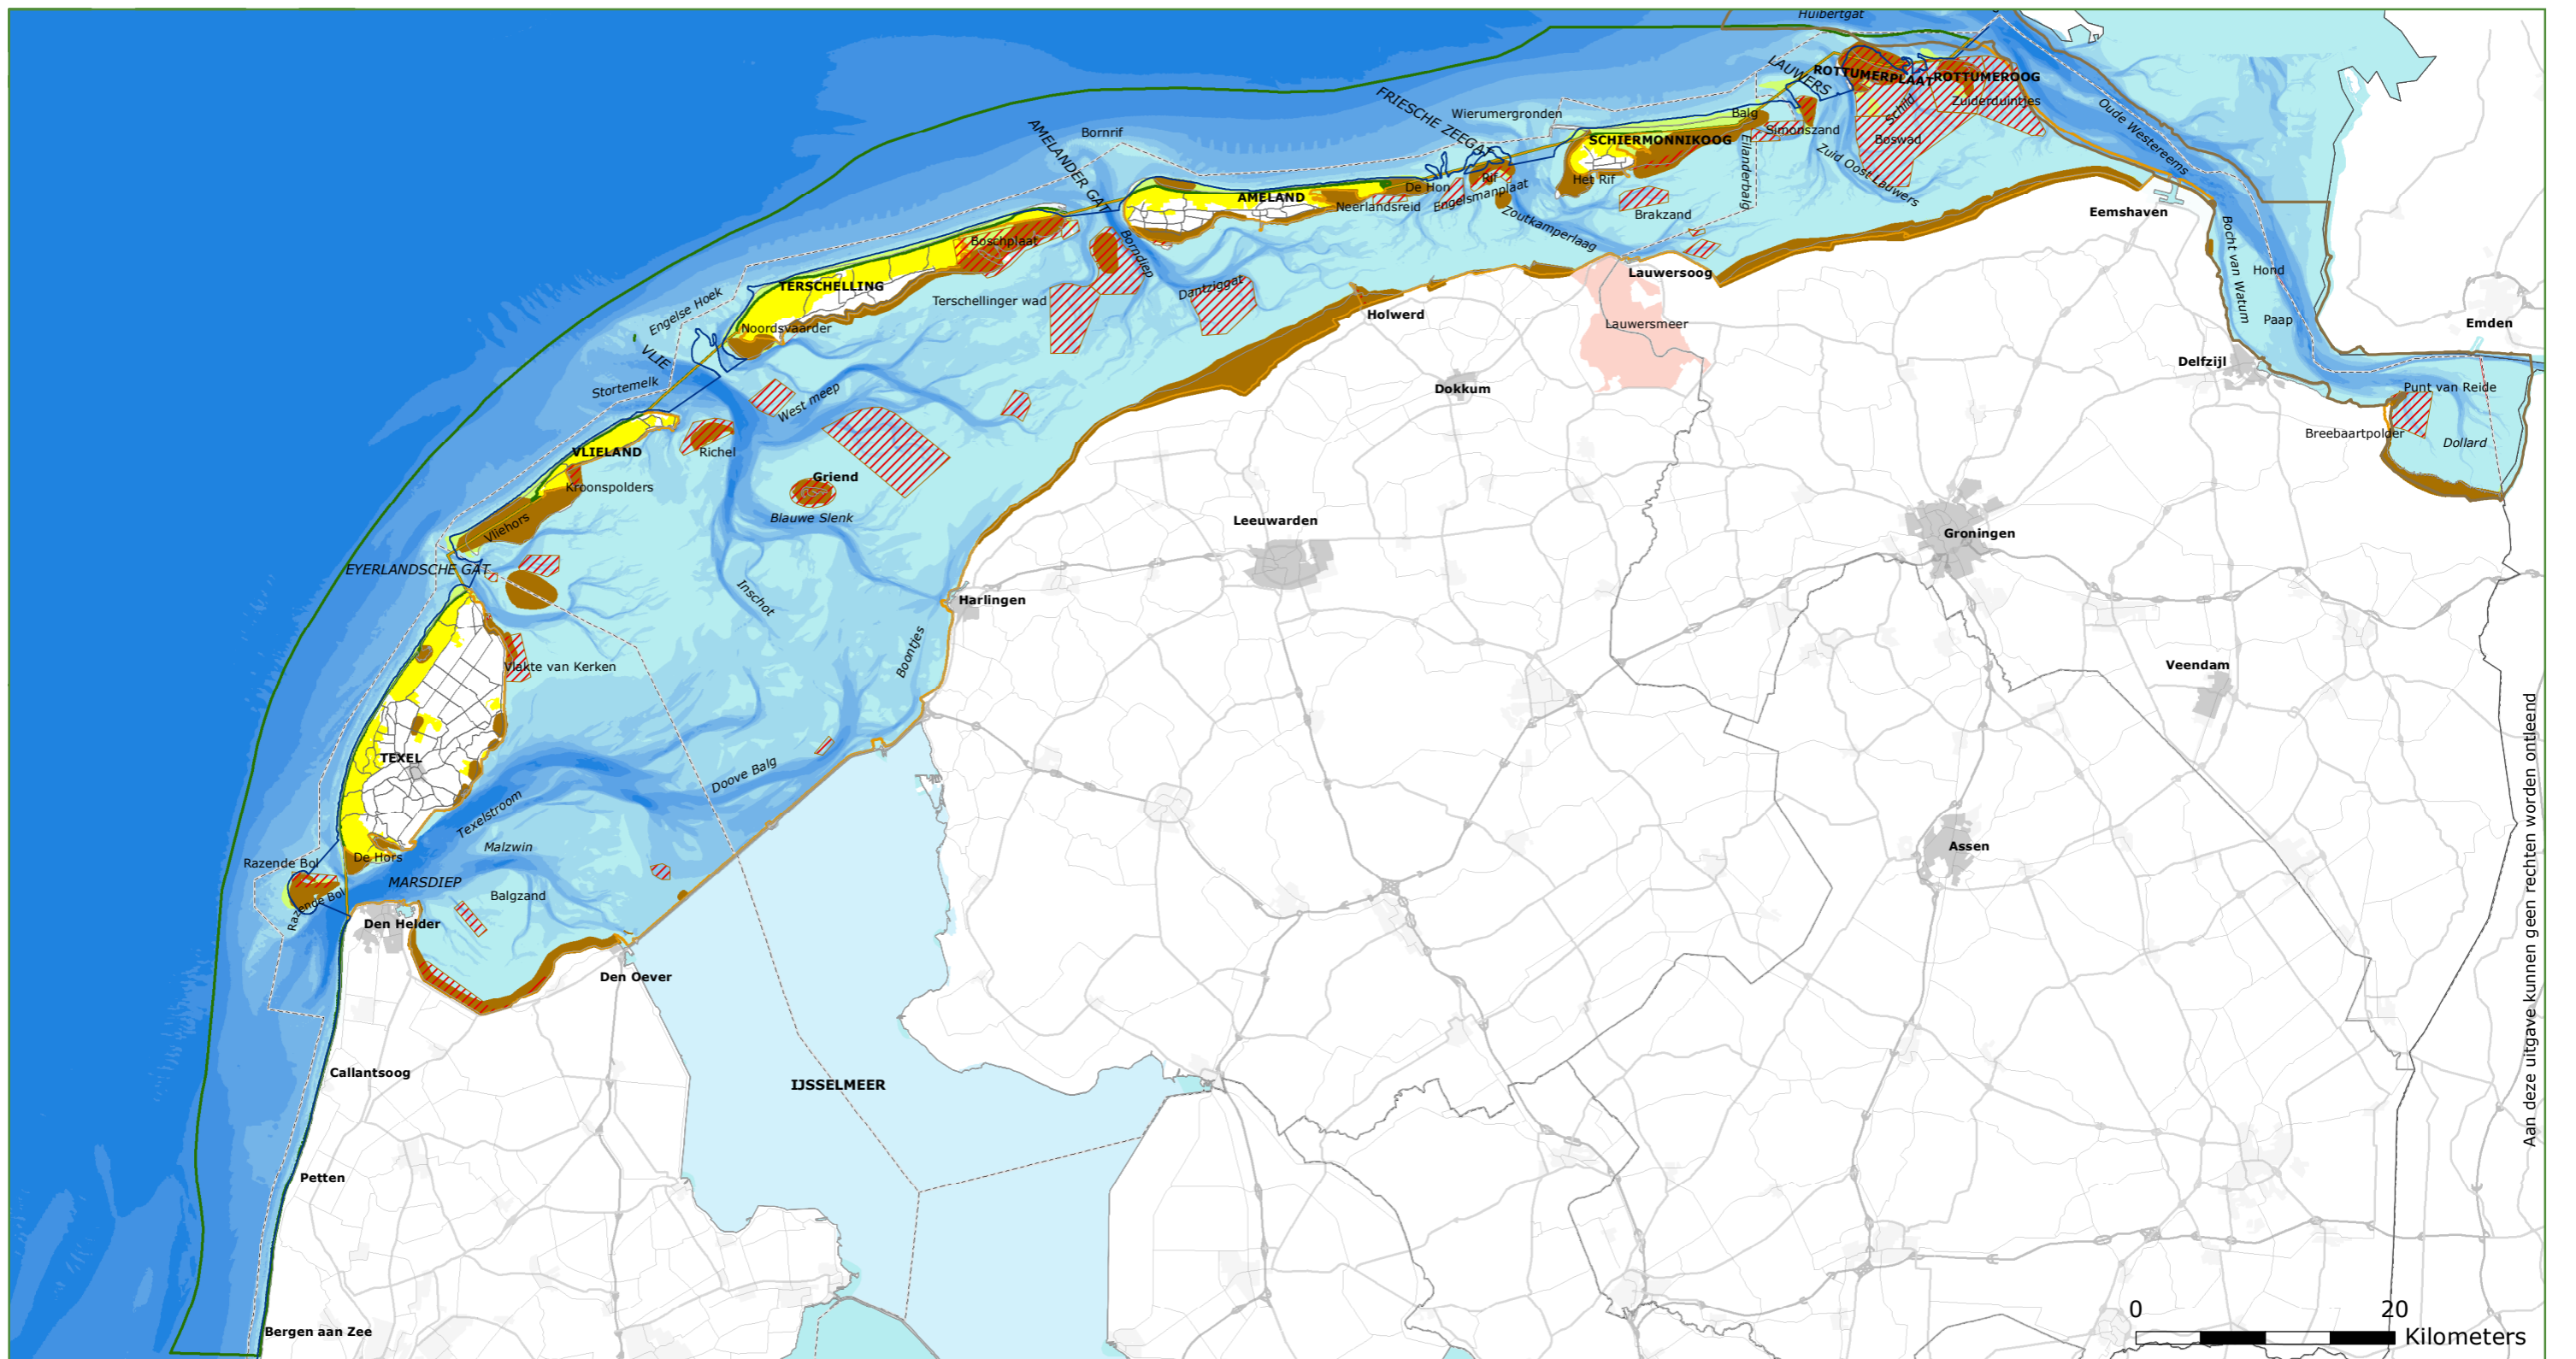 Huibertgat
LAUWERS
ROTTUMERPLAAT
ROTTUMEROOG
Schild
Zuiderduintjes
Boswad
Oude Westereems
FRIESCHE ZEEGAT
Wierumergronden
Balg
Simonszand
SCHIERMONNIKOOG
Eilanderbalg
Zuid Oost Lauwers
AMELANDER GAT
Bornrif
De Hon
Rif
Het Rif
AMELAND
Neerlandsreid
Engelsmanplaat
Brakzand
Zoutkamperlaag
Eemshaven
Boschplaat
Borndiep
Bocht van Watum
Hond
Paap
TERSCHELLING
Terschellinger wad
Dantziggat
Lauwersoog
Holwerd
Lauwersmeer
Emden
Engelse Hoek
Noordsvaarder
VLIE
Stortemelk
West meep
Dokkum
Delfzijl
Punt van Reide
Breebaartpolder
Dollard
VLIELAND
Richel
Kroonspolders
Griend
Blauwe Slenk
Vliehors
Leeuwarden
Groningen
EYERLANDSCHE GAT
Inschot
Harlingen
Boontjes
Vlakte van Kerken
Veendam
TEXEL
Doove Balg
Texelstroom
Malzwin
De Hors
Razende Bol
Razende Bol
MARSDIEP
Balgzand
Den Helder
Den Oever
Assen
Callantsoog
IJSSELMEER
Petten
Bergen aan Zee
Aan deze uitgave kunnen geen rechten worden ontleend
0 20
Kilometers